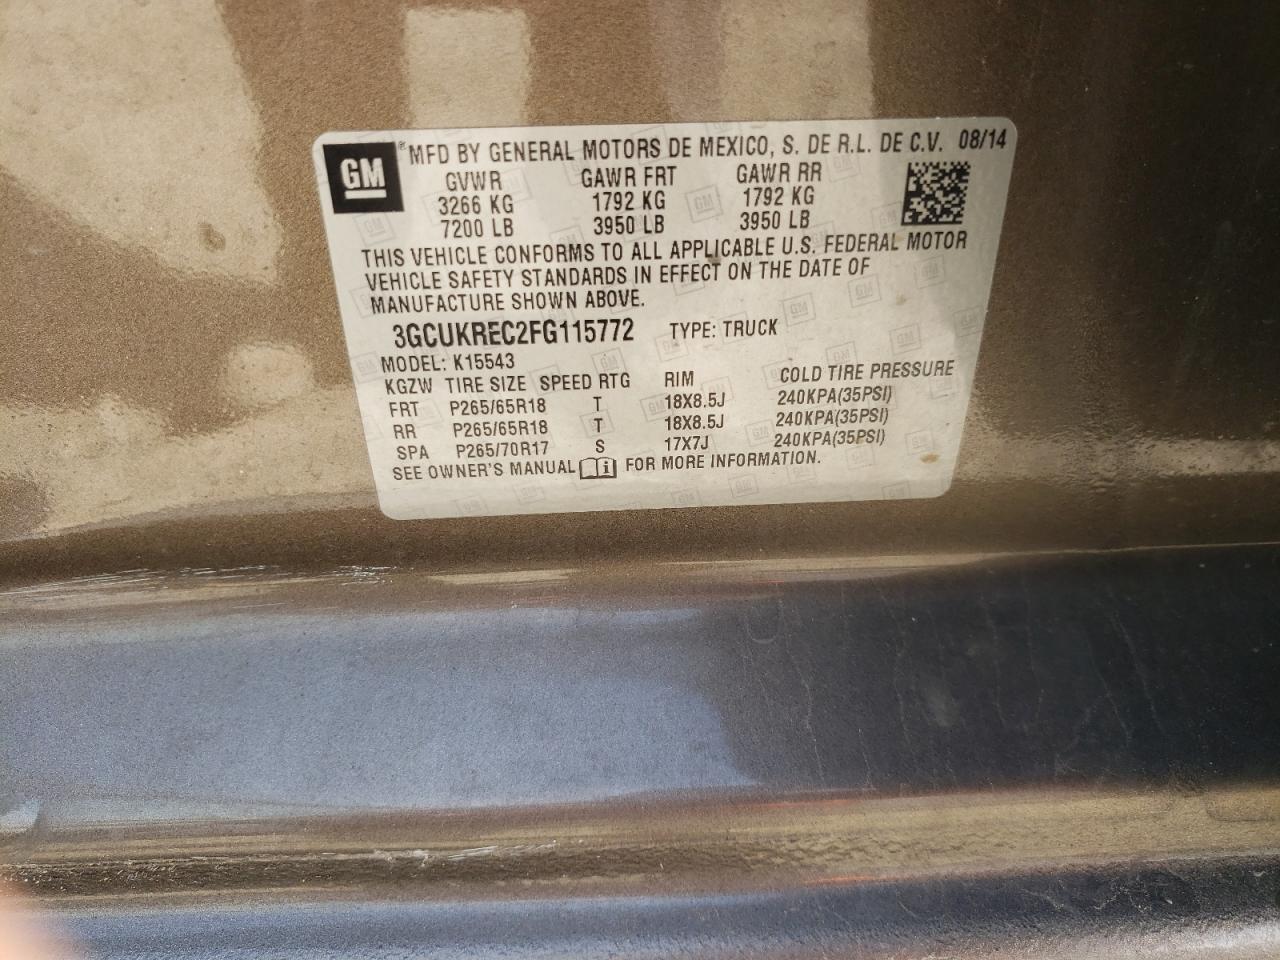 GM ® MFD BY GENERAL MOTORS DE MEXICO, S. DE R.L. DE C.V. 08/14
GVWR GAWR FRT GAWR RR
3266 KG 1792 KG 1792 KG
7200 LB 3950 LB 3950 LB
THIS VEHICLE CONFORMS TO ALL APPLICABLE U.S. FEDERAL MOTOR
VEHICLE SAFETY STANDARDS IN EFFECT ON THE DATE OF
MANUFACTURE SHOWN ABOVE.
3GCUKREC2FG115772 TYPE: TRUCK
MODEL: K15543
KGZW TIRE SIZE SPEED RTG RIM COLD TIRE PRESSURE
FRT P265/65R18 T 18X8.5J 240KPA(35PSI)
RR P265/65R18 T 18X8.5J 240KPA(35PSI)
SPA P265/70R17 S 17X7J 240KPA(35PSI)
SEE OWNER'S MANUAL i FOR MORE INFORMATION.